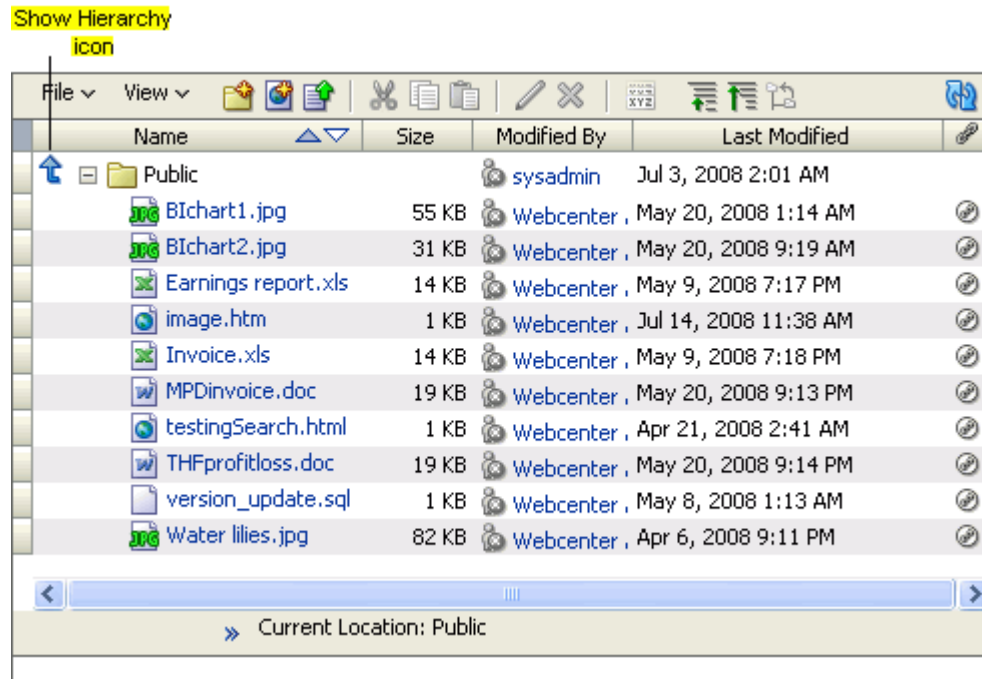 Show Hierarchy
icon
File View XYZ
Name Size Modified By Last Modified
Public sysadmin Jul 3, 2008 2:01 AM
JPG BIchart1.jpg 55 KB Webcenter May 20, 2008 1:14 AM
JPG BIchart2.jpg 31 KB Webcenter May 20, 2008 9:19 AM
Earnings report.xls 14 KB Webcenter May 9, 2008 7:17 PM
image.htm 1 KB Webcenter Jul 14, 2008 11:38 AM
Invoice.xls 14 KB Webcenter May 9, 2008 7:18 PM
MPDinvoice.doc 19 KB Webcenter May 20, 2008 9:13 PM
testingSearch.html 1 KB Webcenter Apr 21, 2008 2:41 AM
THFprofitloss.doc 19 KB Webcenter May 20, 2008 9:14 PM
version_update.sql 1 KB Webcenter May 8, 2008 1:13 AM
JPG Water lilies.jpg 82 KB Webcenter Apr 6, 2008 9:11 PM
» Current Location: Public